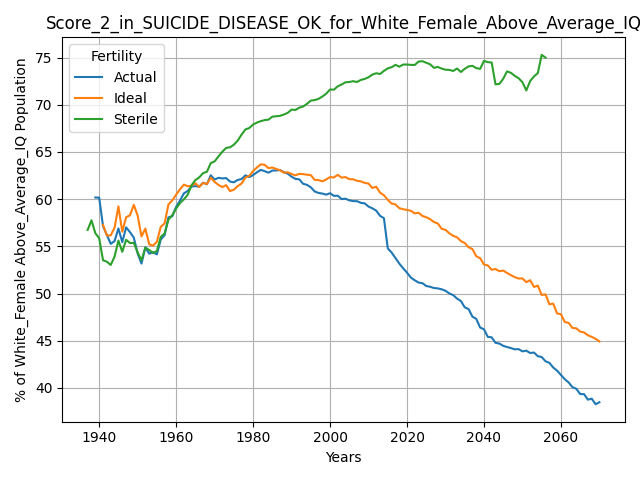 Score_2_in_SUICIDE_DISEASE_OK_for_White_Female_Above_Average_IQ
% of White_Female Above_Average_IQ Population
75
70
65
60
55
50
45
40
Fertility
Actual
Ideal
Sterile
1940 1960 1980 2000 2020 2040 2060
Years